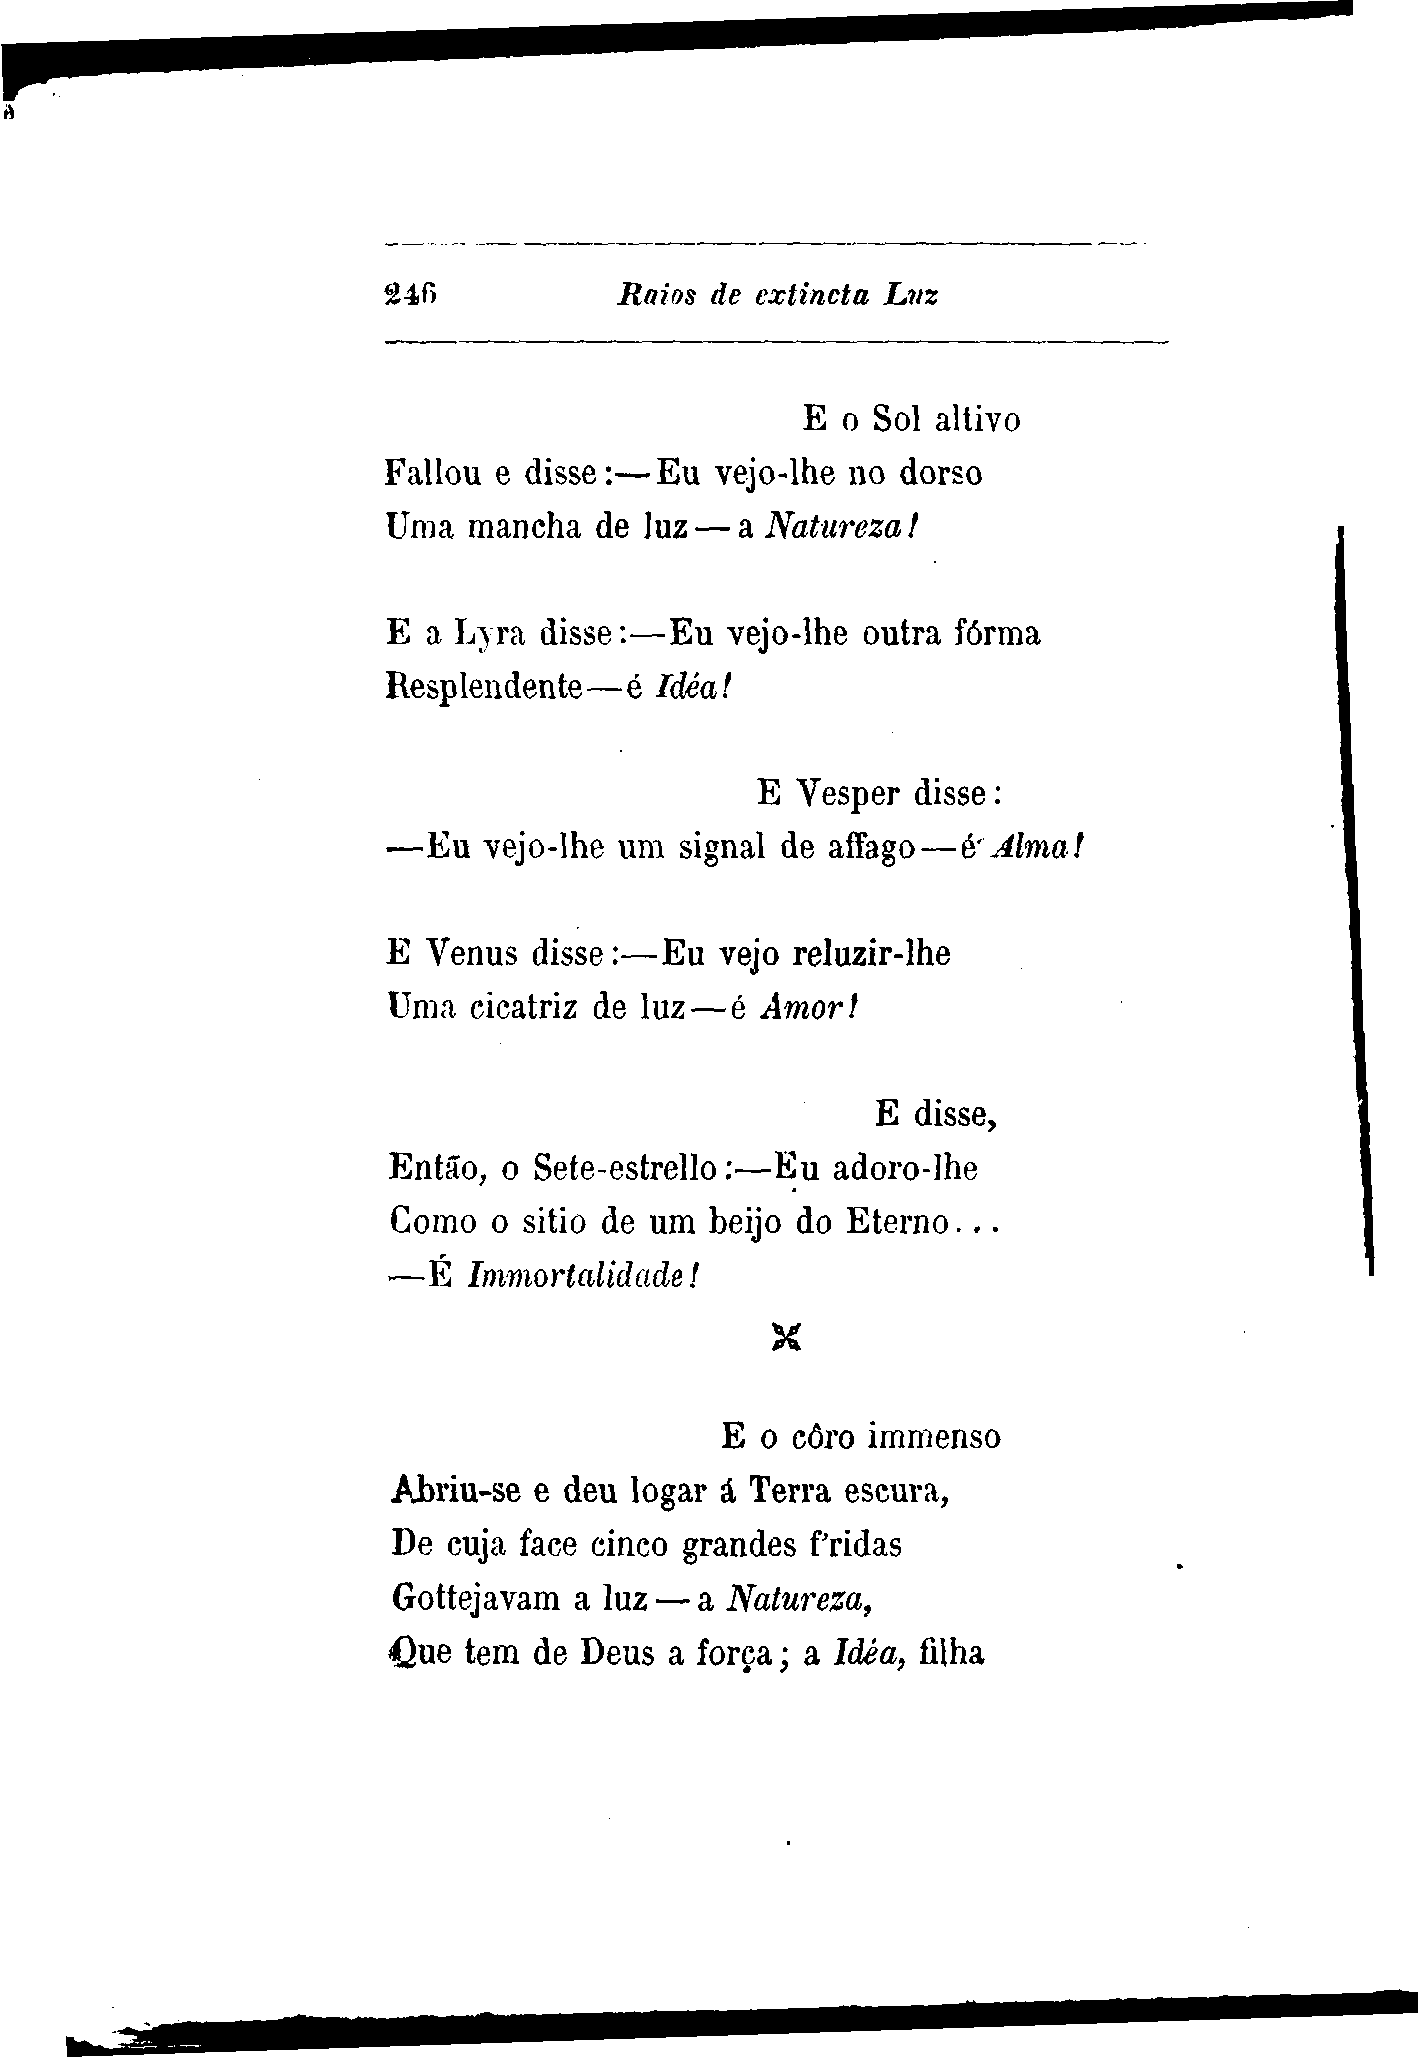 246 Raios de extincta Luz
E o Sol altivo
Fallou e disse:—Eu vejo-lhe no dorso
Uma mancha de luz—a Natureza!
E a Lyra disse:—Eu vejo-lhe outra fórma
Resplendente—é Idéa!
E Vesper disse:
—Eu vejo-lhe um signal de affago—é Alma!
E Venus disse:—Eu vejo reluzir-lhe
Uma cicatriz de luz—é Amor!
E disse,
Então, o Sete-estrello:—Eu adoro-lhe
Como o sitio de um beijo do Eterno...
—É Immortalidade!
E o côro immenso
Abriu-se e deu logar á Terra escura,
De cuja face cinco grandes f'ridas
Gottejavam a luz—a Natureza,
Que tem de Deus a força; a Idéa, filha